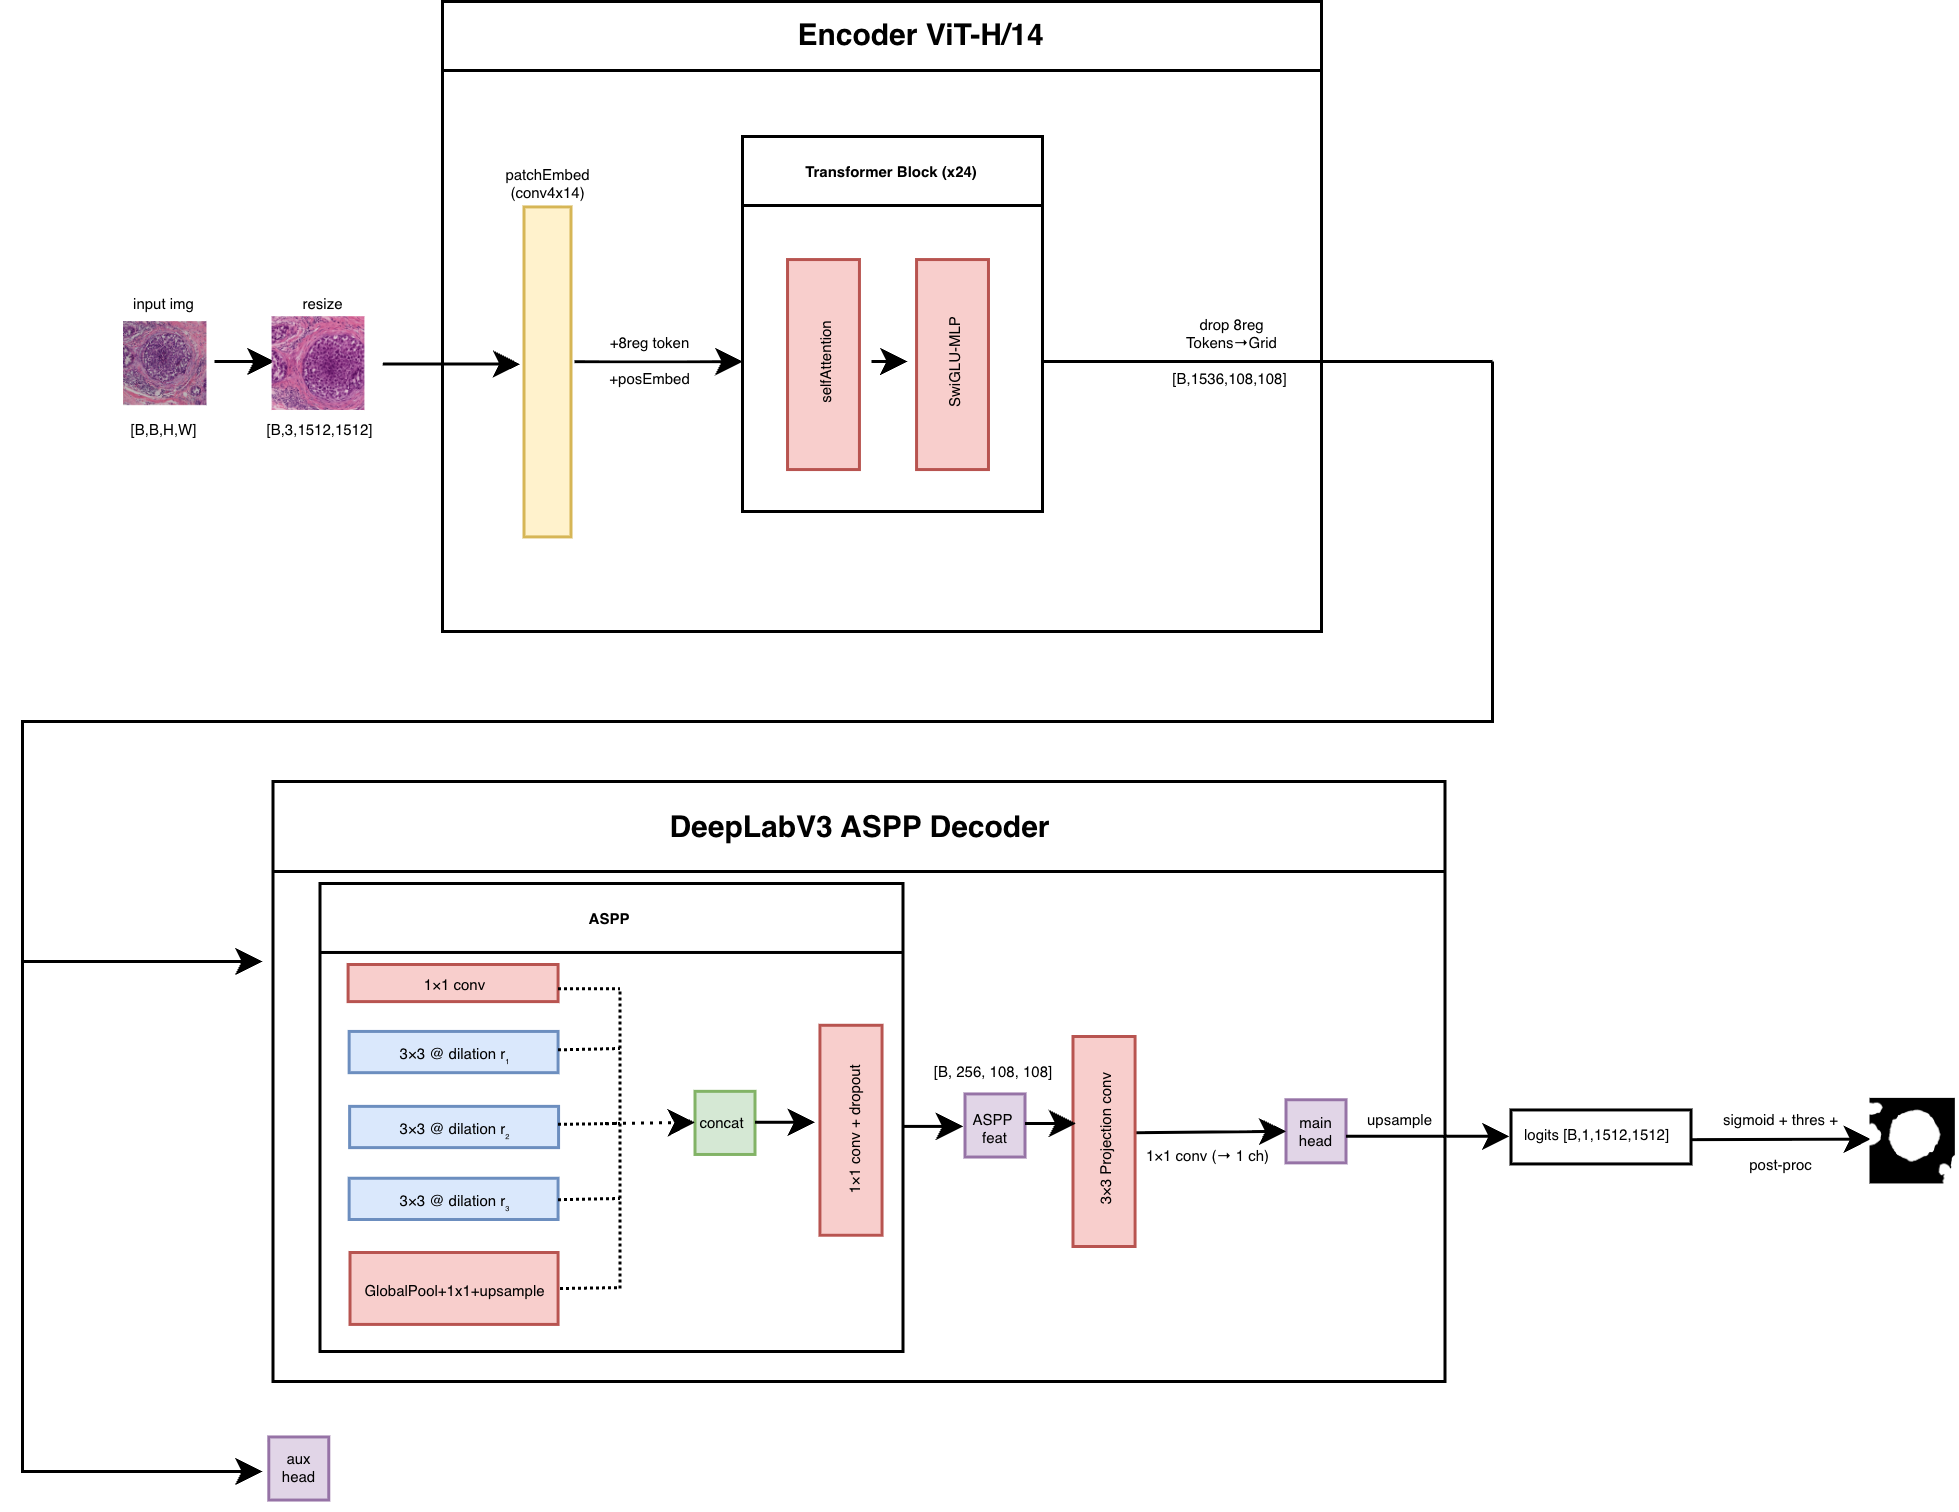 Encoder ViT-H/14
Transformer Block (x24)
patchEmbed
(conv4x14)
input img
resize
[B,B,H,W]
[B,3,1512,1512]
+8reg token
+posEmbed
selfAttention
SwiGLU-MLP
drop 8reg
Tokens→Grid
[B,1536,108,108]
DeepLabV3 ASPP Decoder
ASPP
1×1 conv
3×3 @ dilation r₁
3×3 @ dilation r₂
3×3 @ dilation r₃
GlobalPool+1x1+upsample
concat
1×1 conv + dropout
[B, 256, 108, 108]
ASPP
feat
3×3 Projection conv
1×1 conv (→ 1 ch)
main
head
upsample
logits [B,1,1512,1512]
sigmoid + thres +
post-proc
aux
head